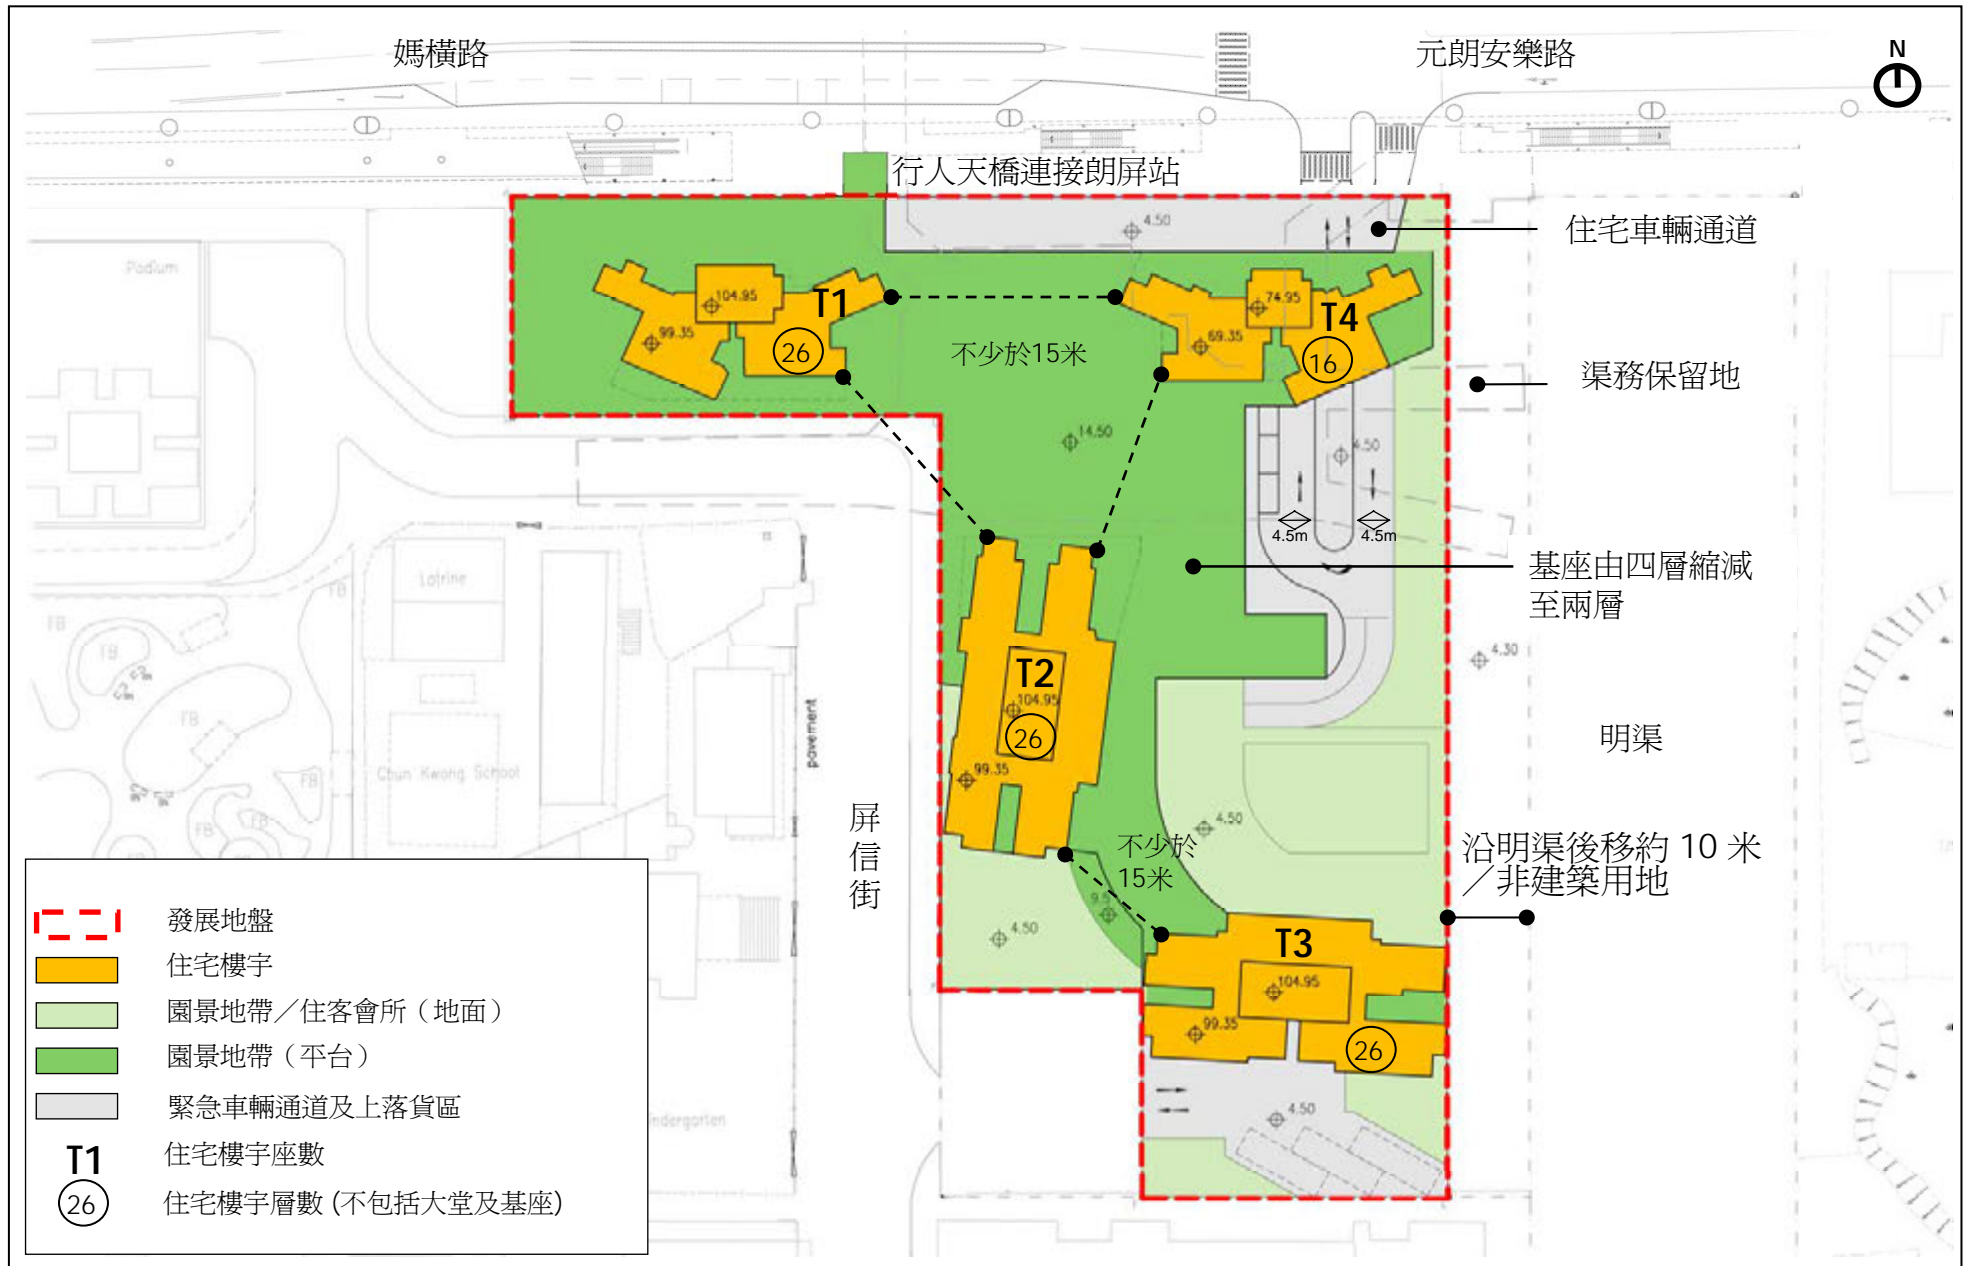 媽橫路
元朗安樂路
N
行人天橋連接朗屏站
4.50
住宅車輛通道
Podium
104.95
T1
99.35
26
不少於15米
74.95
T4
69.35
16
渠務保留地
14.50
4.50
4.5m
4.5m
基座由四層縮減
至兩層
Latrine
FB
FB
FB
FB
FB
FB
FB
Chun Kwong School
pavement
T2
104.95
26
99.35
4.30
明渠
屏信街
4.50
不少於
15米
9.5
4.50
沿明渠後移約 10 米
／非建築用地
T3
104.95
99.35
26
4.50
發展地盤
住宅樓宇
園景地帶／住客會所（地面）
園景地帶（平台）
緊急車輛通道及上落貨區
T1
住宅樓宇座數
26
住宅樓宇層數 (不包括大堂及基座)